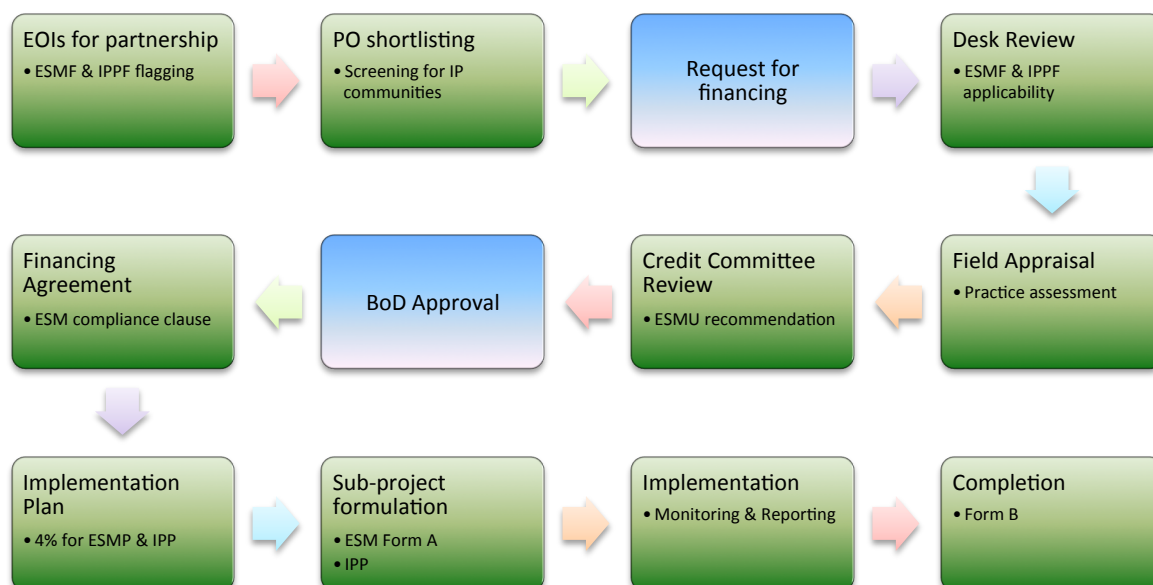 EOIs for partnership
• ESMF & IPPF flagging
PO shortlisting
• Screening for IP
communities
Request for
financing
Desk Review
• ESMF & IPPF
applicability
Field Appraisal
• Practice assessment
Credit Committee
Review
• ESMU recommendation
BoD Approval
Financing
Agreement
• ESM compliance clause
Implementation
Plan
• 4% for ESMP & IPP
Sub-project
formulation
• ESM Form A
• IPP
Implementation
• Monitoring & Reporting
Completion
• Form B